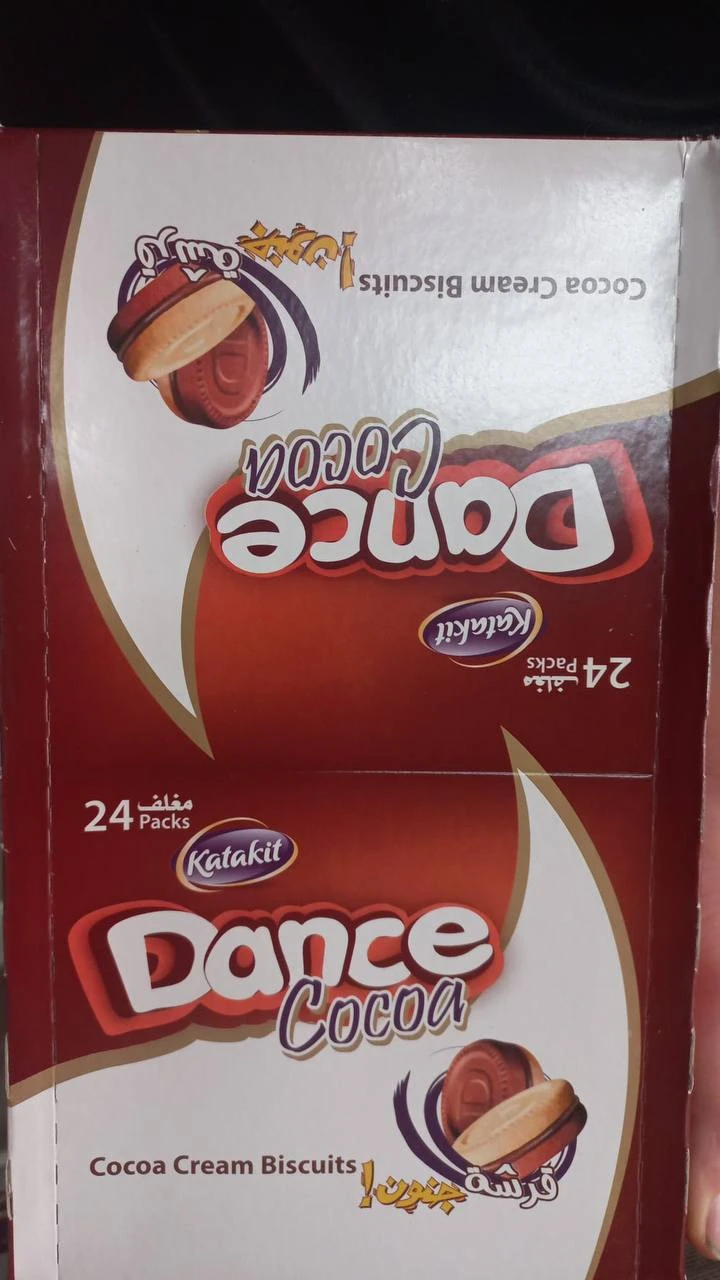 Cocoa Cream Biscuits
قرشة جنون!
Dance
Cocoa
Katakit
24 مغلف
Packs
24 مغلف
Packs
Katakit
Dance
Cocoa
Cocoa Cream Biscuits
قرشة جنون!